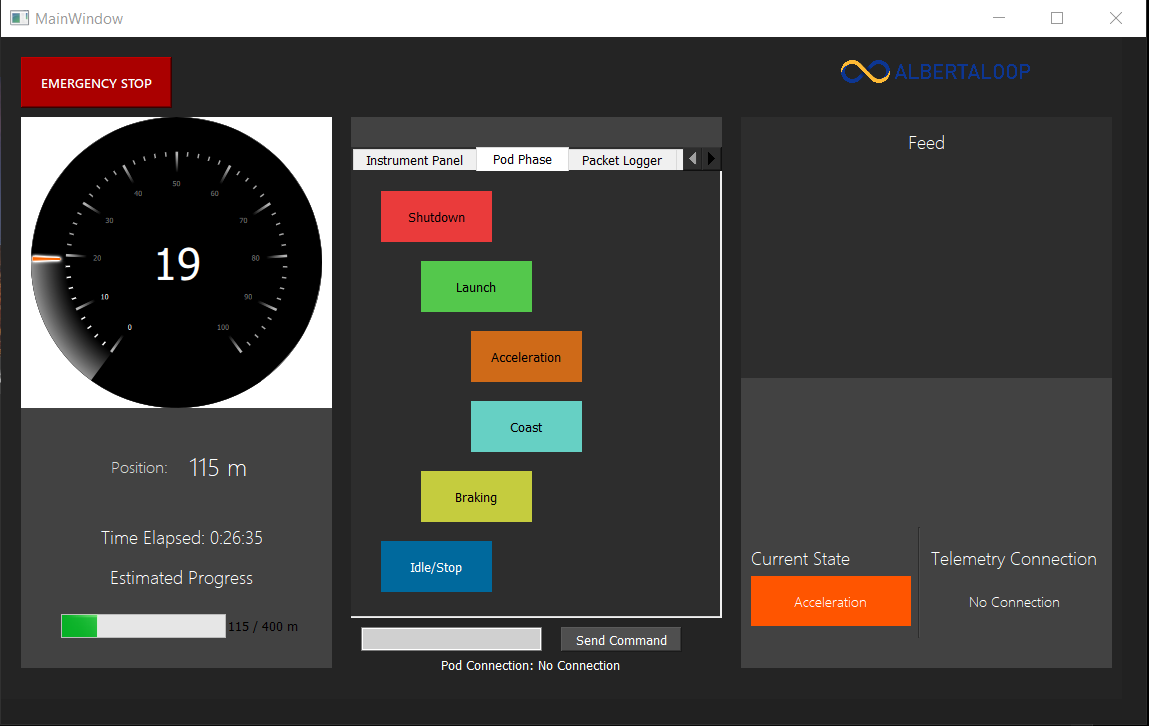 MainWindow
EMERGENCY STOP
ALBERTALOOP
50
40
60
30
70
20
19
80
10
90
0
100
Position: 115 m
Time Elapsed: 0:26:35
Estimated Progress
115 / 400 m
Instrument Panel
Pod Phase
Packet Logger
Shutdown
Launch
Acceleration
Coast
Braking
Idle/Stop
Send Command
Pod Connection: No Connection
Feed
Current State
Acceleration
Telemetry Connection
No Connection